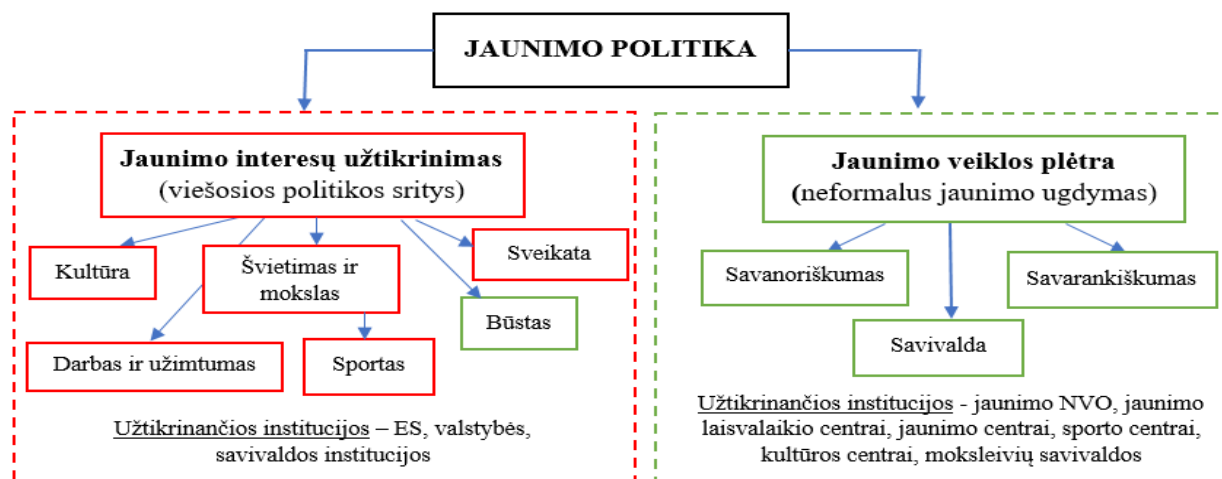 JAUNIMO POLITIKA
Jaunimo interesų užtikrinimas
(viešosios politikos sritys)
Kultūra
Švietimas ir
mokslas
Sveikata
Būstas
Darbas ir užimtumas
Sportas
Užtikrinančios institucijos – ES, valstybės,
savivaldos institucijos
Jaunimo veiklos plėtra
(neformalus jaunimo ugdymas)
Savanoriškumas
Savarankiškumas
Savivalda
Užtikrinančios institucijos - jaunimo NVO, jaunimo
laisvalaikio centrai, jaunimo centrai, sporto centrai,
kultūros centrai, moksleivių savivaldos